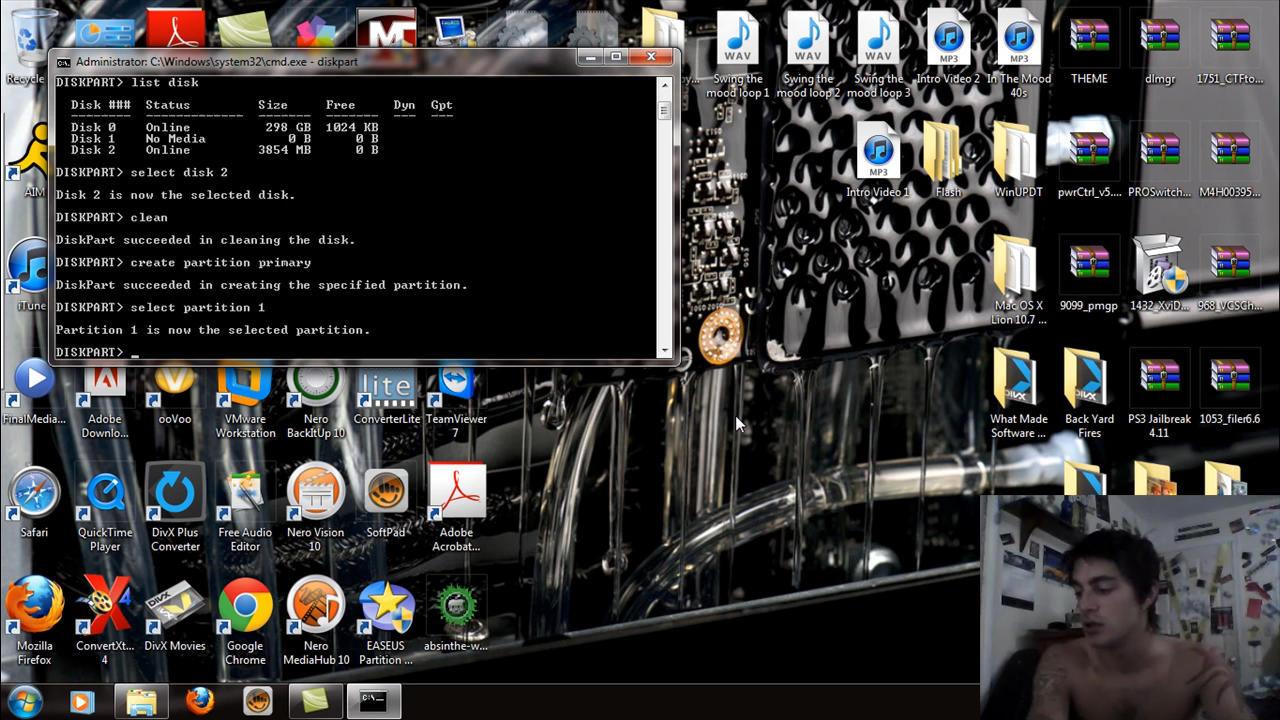 Recycle
Administrator: C:\Windows\system32\cmd.exe - diskpart
DISKPART> list disk
Disk ### Status Size Free Dyn Gpt
-------- ------------- ------- ------- --- ---
Disk 0 Online 298 GB 1024 KB
Disk 1 No Media 0 B 0 B
Disk 2 Online 3854 MB 0 B
DISKPART> select disk 2
Disk 2 is now the selected disk.
DISKPART> clean
DiskPart succeeded in cleaning the disk.
DISKPART> create partition primary
DiskPart succeeded in creating the specified partition.
DISKPART> select partition 1
Partition 1 is now the selected partition.
DISKPART> _
WAV
WAV
WAV
MP3
MP3
Swing the
mood loop 1
Swing the
mood loop 2
Swing the
mood loop 3
Intro Video 2
In The Mood
40s
THEME
dlmgr
1751_CTFto...
AIM
MP3
Intro Video 1
Flash
WinUPDT
pwrCtrl_v5....
PROSwitch...
M4H00395...
iTune
Mac OS X
Lion 10.7 ...
9099_pmgp
1432_XviD...
968_VCSCh...
FinalMedia...
Adobe
Downlo...
ooVoo
VMware
Workstation
Nero
BackItUp 10
lite
ConverterLite
TeamViewer
7
What Made
Software ...
Back Yard
Fires
PS3 Jailbreak
4.11
1053_filer6.6
Safari
QuickTime
Player
DivX Plus
Converter
Free Audio
Editor
Nero Vision
10
SoftPad
Adobe
Acrobat...
Mozilla
Firefox
ConvertXt...
4
DivX Movies
Google
Chrome
Nero
MediaHub 10
EASEUS
Partition ...
absinthe-w...